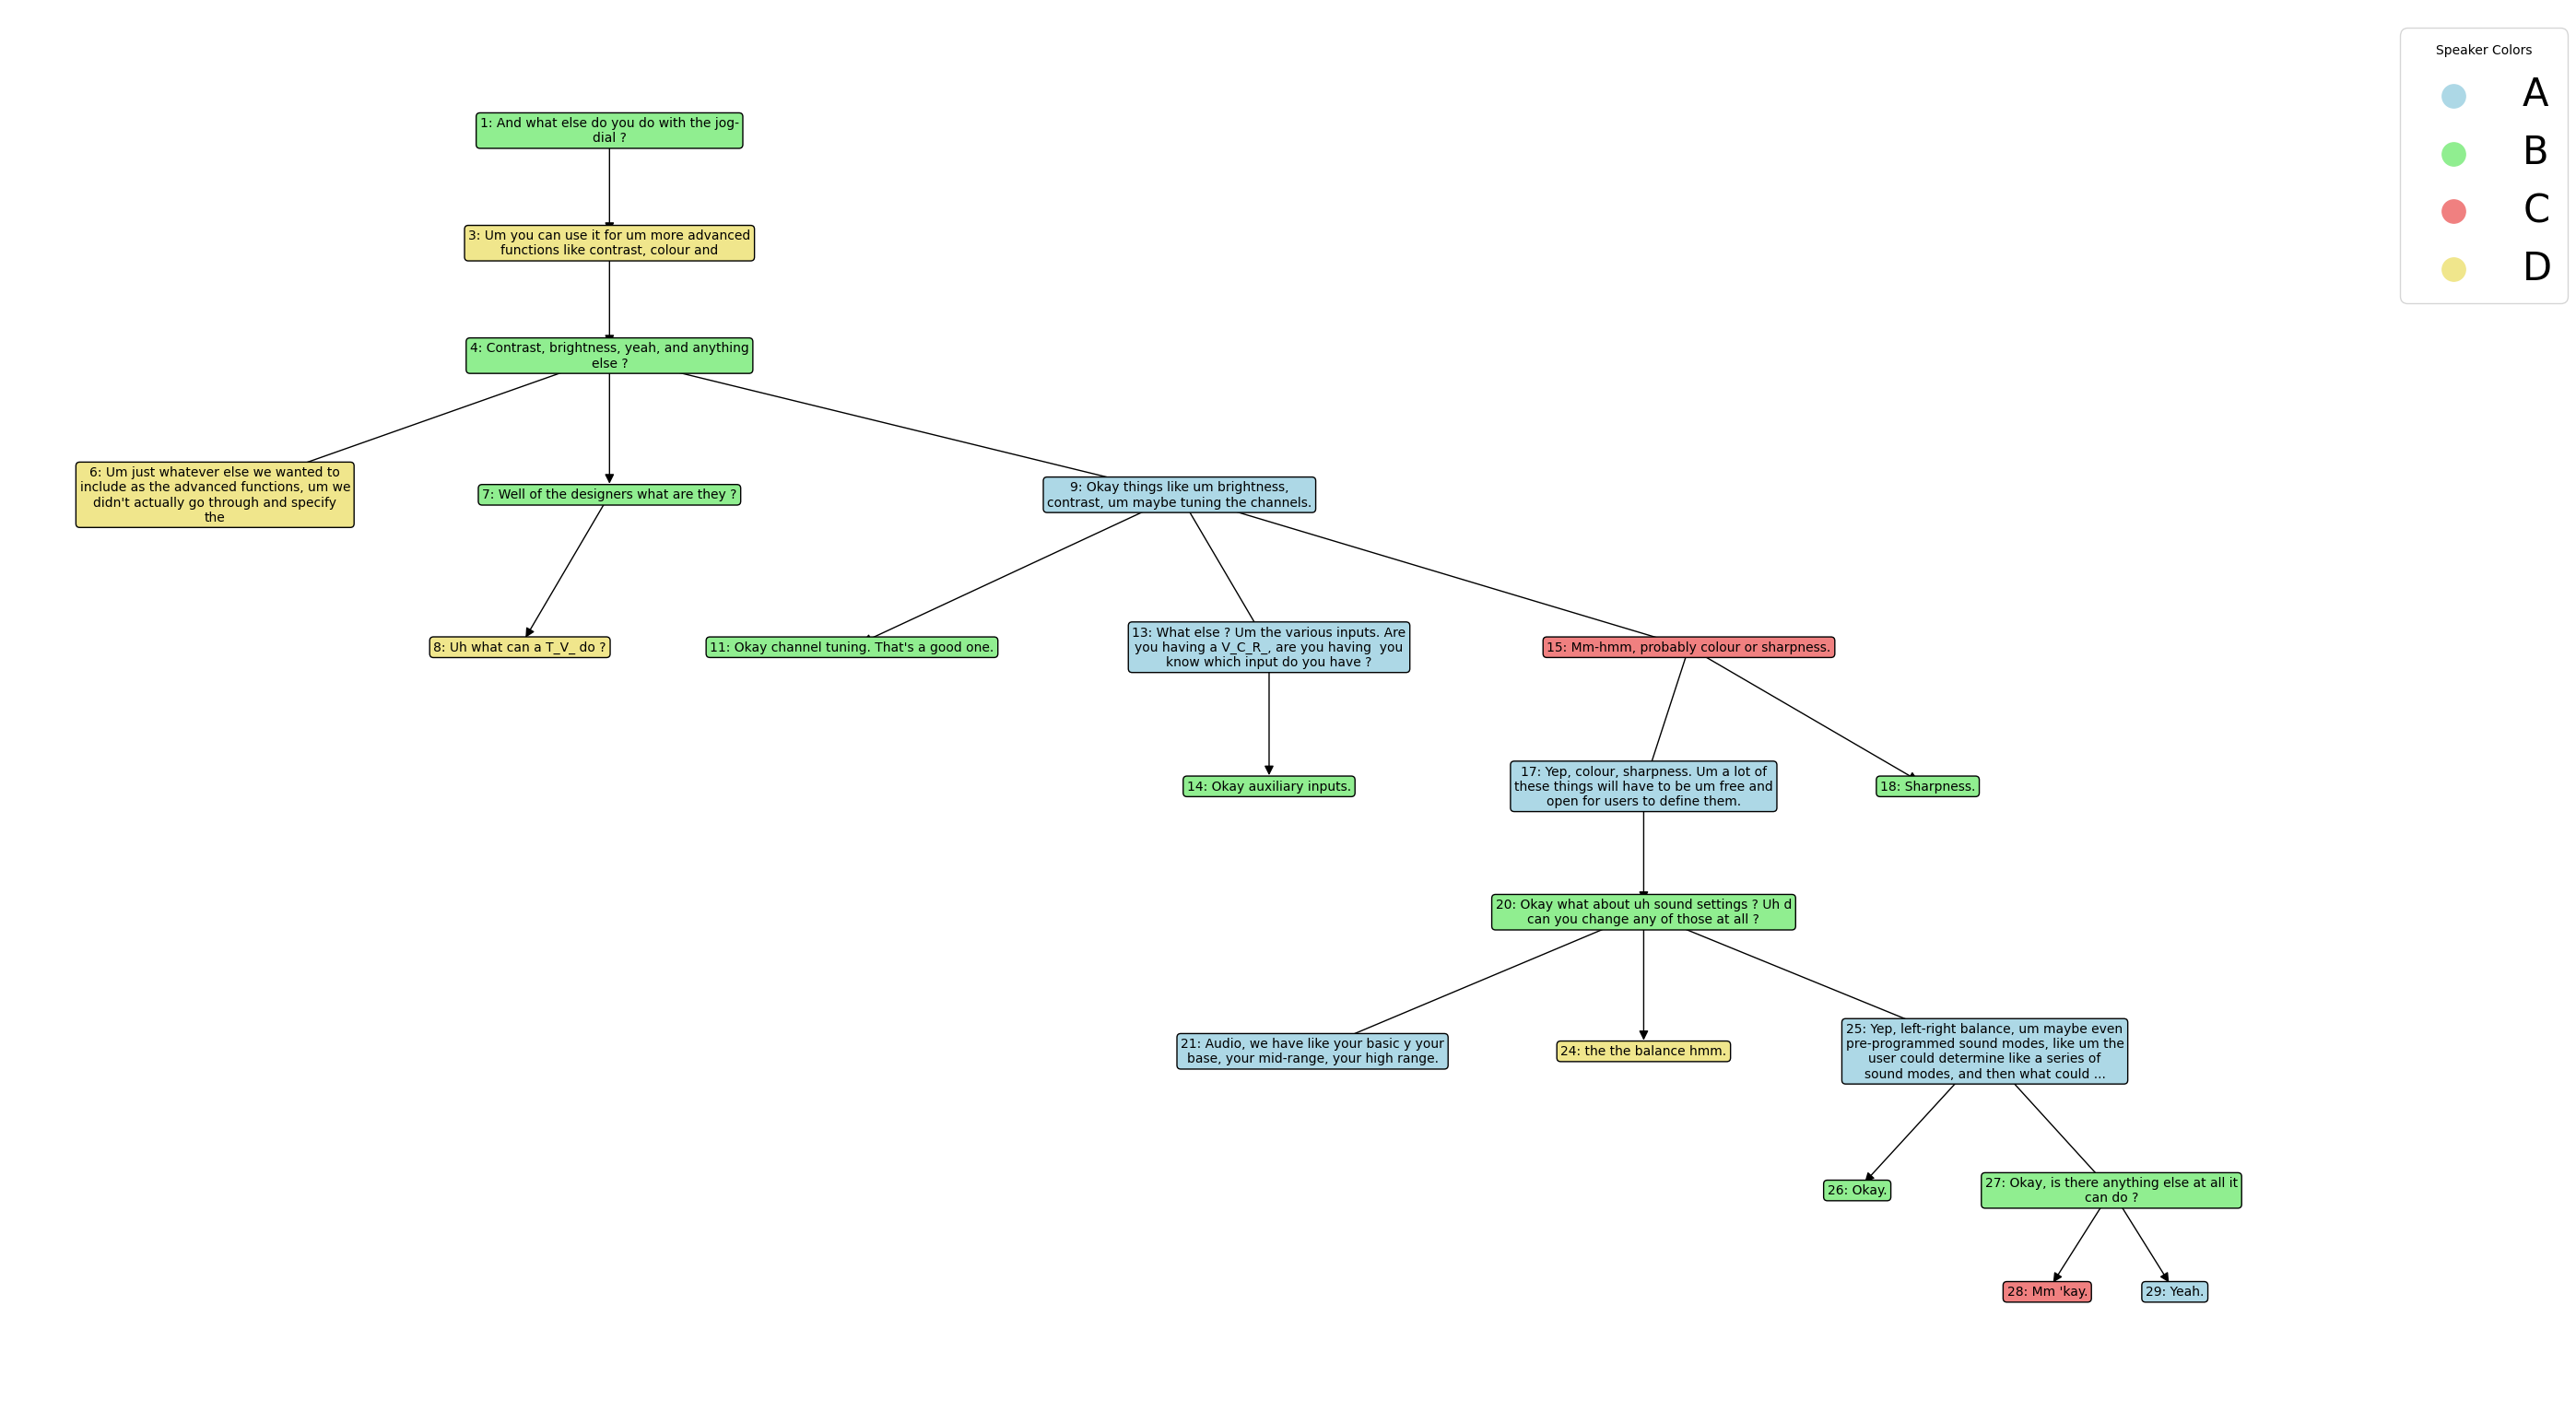 Speaker Colors
A
B
C
D
1: And what else do you do with the jog-
dial ?
3: Um you can use it for um more advanced
functions like contrast, colour and
4: Contrast, brightness, yeah, and anything
else ?
6: Um just whatever else we wanted to
include as the advanced functions, um we
didn't actually go through and specify
the
7: Well of the designers what are they ?
9: Okay things like um brightness,
contrast, um maybe tuning the channels.
8: Uh what can a T_V_ do ?
11: Okay channel tuning. That's a good one.
13: What else ? Um the various inputs. Are
you having a V_C_R_, are you having  you
know which input do you have ?
15: Mm-hmm, probably colour or sharpness.
14: Okay auxiliary inputs.
17: Yep, colour, sharpness. Um a lot of
these things will have to be um free and
open for users to define them.
18: Sharpness.
20: Okay what about uh sound settings ? Uh d
can you change any of those at all ?
21: Audio, we have like your basic y your
base, your mid-range, your high range.
24: the the balance hmm.
25: Yep, left-right balance, um maybe even
pre-programmed sound modes, like um the
user could determine like a series of
sound modes, and then what could ...
26: Okay.
27: Okay, is there anything else at all it
can do ?
28: Mm 'kay.
29: Yeah.